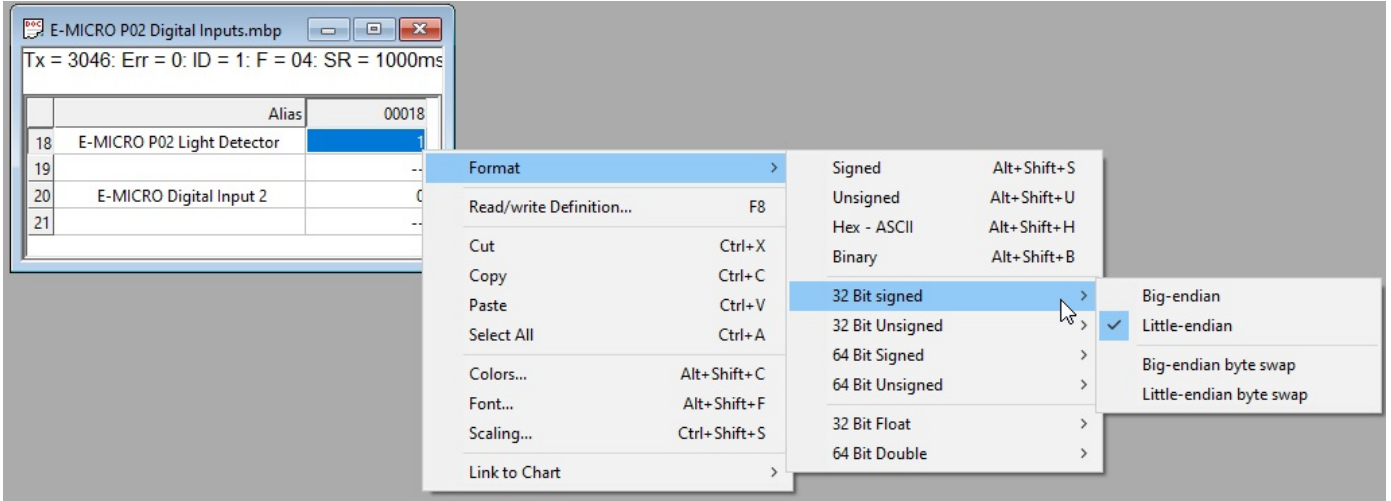 E-MICRO P02 Digital Inputs.mbp
Tx = 3046: Err = 0: ID = 1: F = 04: SR = 1000ms
Alias 00018
18 E-MICRO P02 Light Detector 1
19 --
20 E-MICRO Digital Input 2 0
21 --
Format
Read/write Definition... F8
Cut Ctrl+X
Copy Ctrl+C
Paste Ctrl+V
Select All Ctrl+A
Colors... Alt+Shift+C
Font... Alt+Shift+F
Scaling... Ctrl+Shift+S
Link to Chart
Signed Alt+Shift+S
Unsigned Alt+Shift+U
Hex - ASCII Alt+Shift+H
Binary Alt+Shift+B
32 Bit signed
32 Bit Unsigned
64 Bit Signed
64 Bit Unsigned
32 Bit Float
64 Bit Double
Big-endian
Little-endian
Big-endian byte swap
Little-endian byte swap